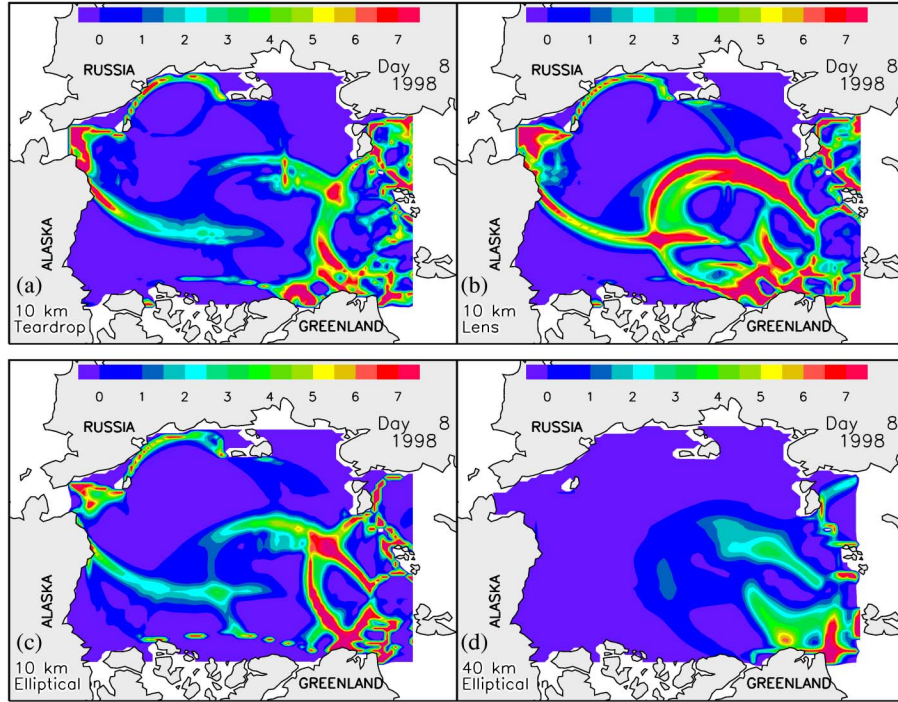 0 1 2 3 4 5 6 7
RUSSIA
Day 8
1998
ALASKA
(a)
10 km
Teardrop
GREENLAND
0 1 2 3 4 5 6 7
RUSSIA
Day 8
1998
ALASKA
(b)
10 km
Lens
GREENLAND
0 1 2 3 4 5 6 7
RUSSIA
Day 8
1998
ALASKA
(c)
10 km
Elliptical
GREENLAND
0 1 2 3 4 5 6 7
RUSSIA
Day 8
1998
ALASKA
(d)
40 km
Elliptical
GREENLAND